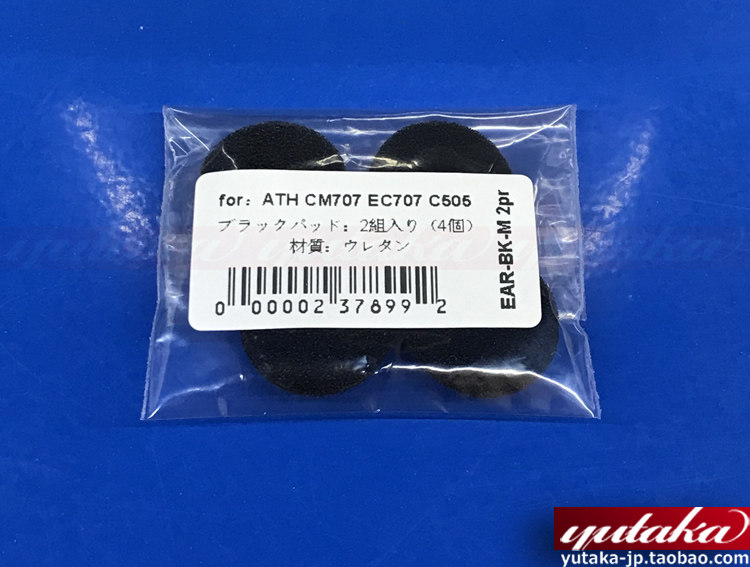 for: ATH CM707 EC707 C505
ブラックパッド: 2組入り (4個)
材質: ウレタン
0 00002 37899 2
EAR-BK-M 2pr
yutaka
yutaka-jp.taobao.com